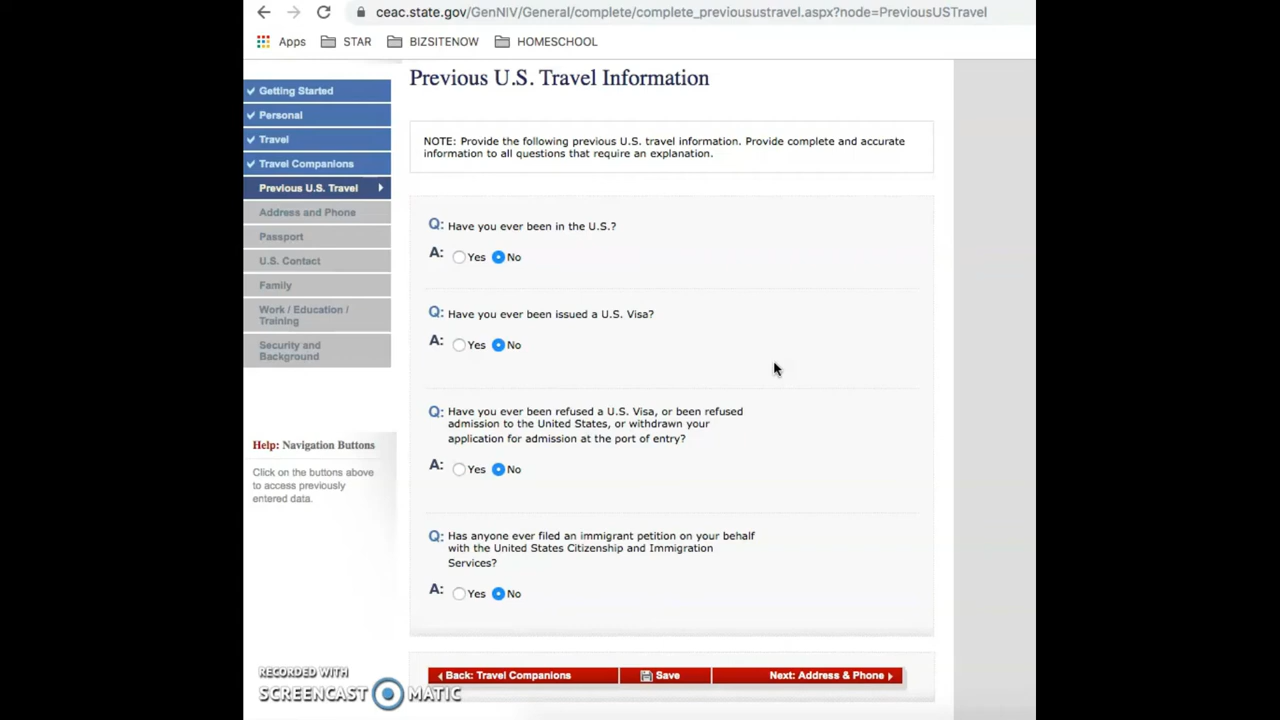 ceac.state.gov/GenNIV/General/complete/complete_previousustravel.aspx?node=PreviousUSTravel
Apps STAR BIZSITENOW HOMESCHOOL
Previous U.S. Travel Information
Getting Started
Personal
Travel
Travel Companions
Previous U.S. Travel
Address and Phone
Passport
U.S. Contact
Family
Work / Education /
Training
Security and
Background
Help: Navigation Buttons
Click on the buttons above
to access previously
entered data.
NOTE: Provide the following previous U.S. travel information. Provide complete and accurate
information to all questions that require an explanation.
Q: Have you ever been in the U.S.?
A: Yes No
Q: Have you ever been issued a U.S. Visa?
A: Yes No
Q: Have you ever been refused a U.S. Visa, or been refused
admission to the United States, or withdrawn your
application for admission at the port of entry?
A: Yes No
Q: Has anyone ever filed an immigrant petition on your behalf
with the United States Citizenship and Immigration
Services?
A: Yes No
Back: Travel Companions Save Next: Address & Phone
RECORDED WITH
SCREENCAST MATIC